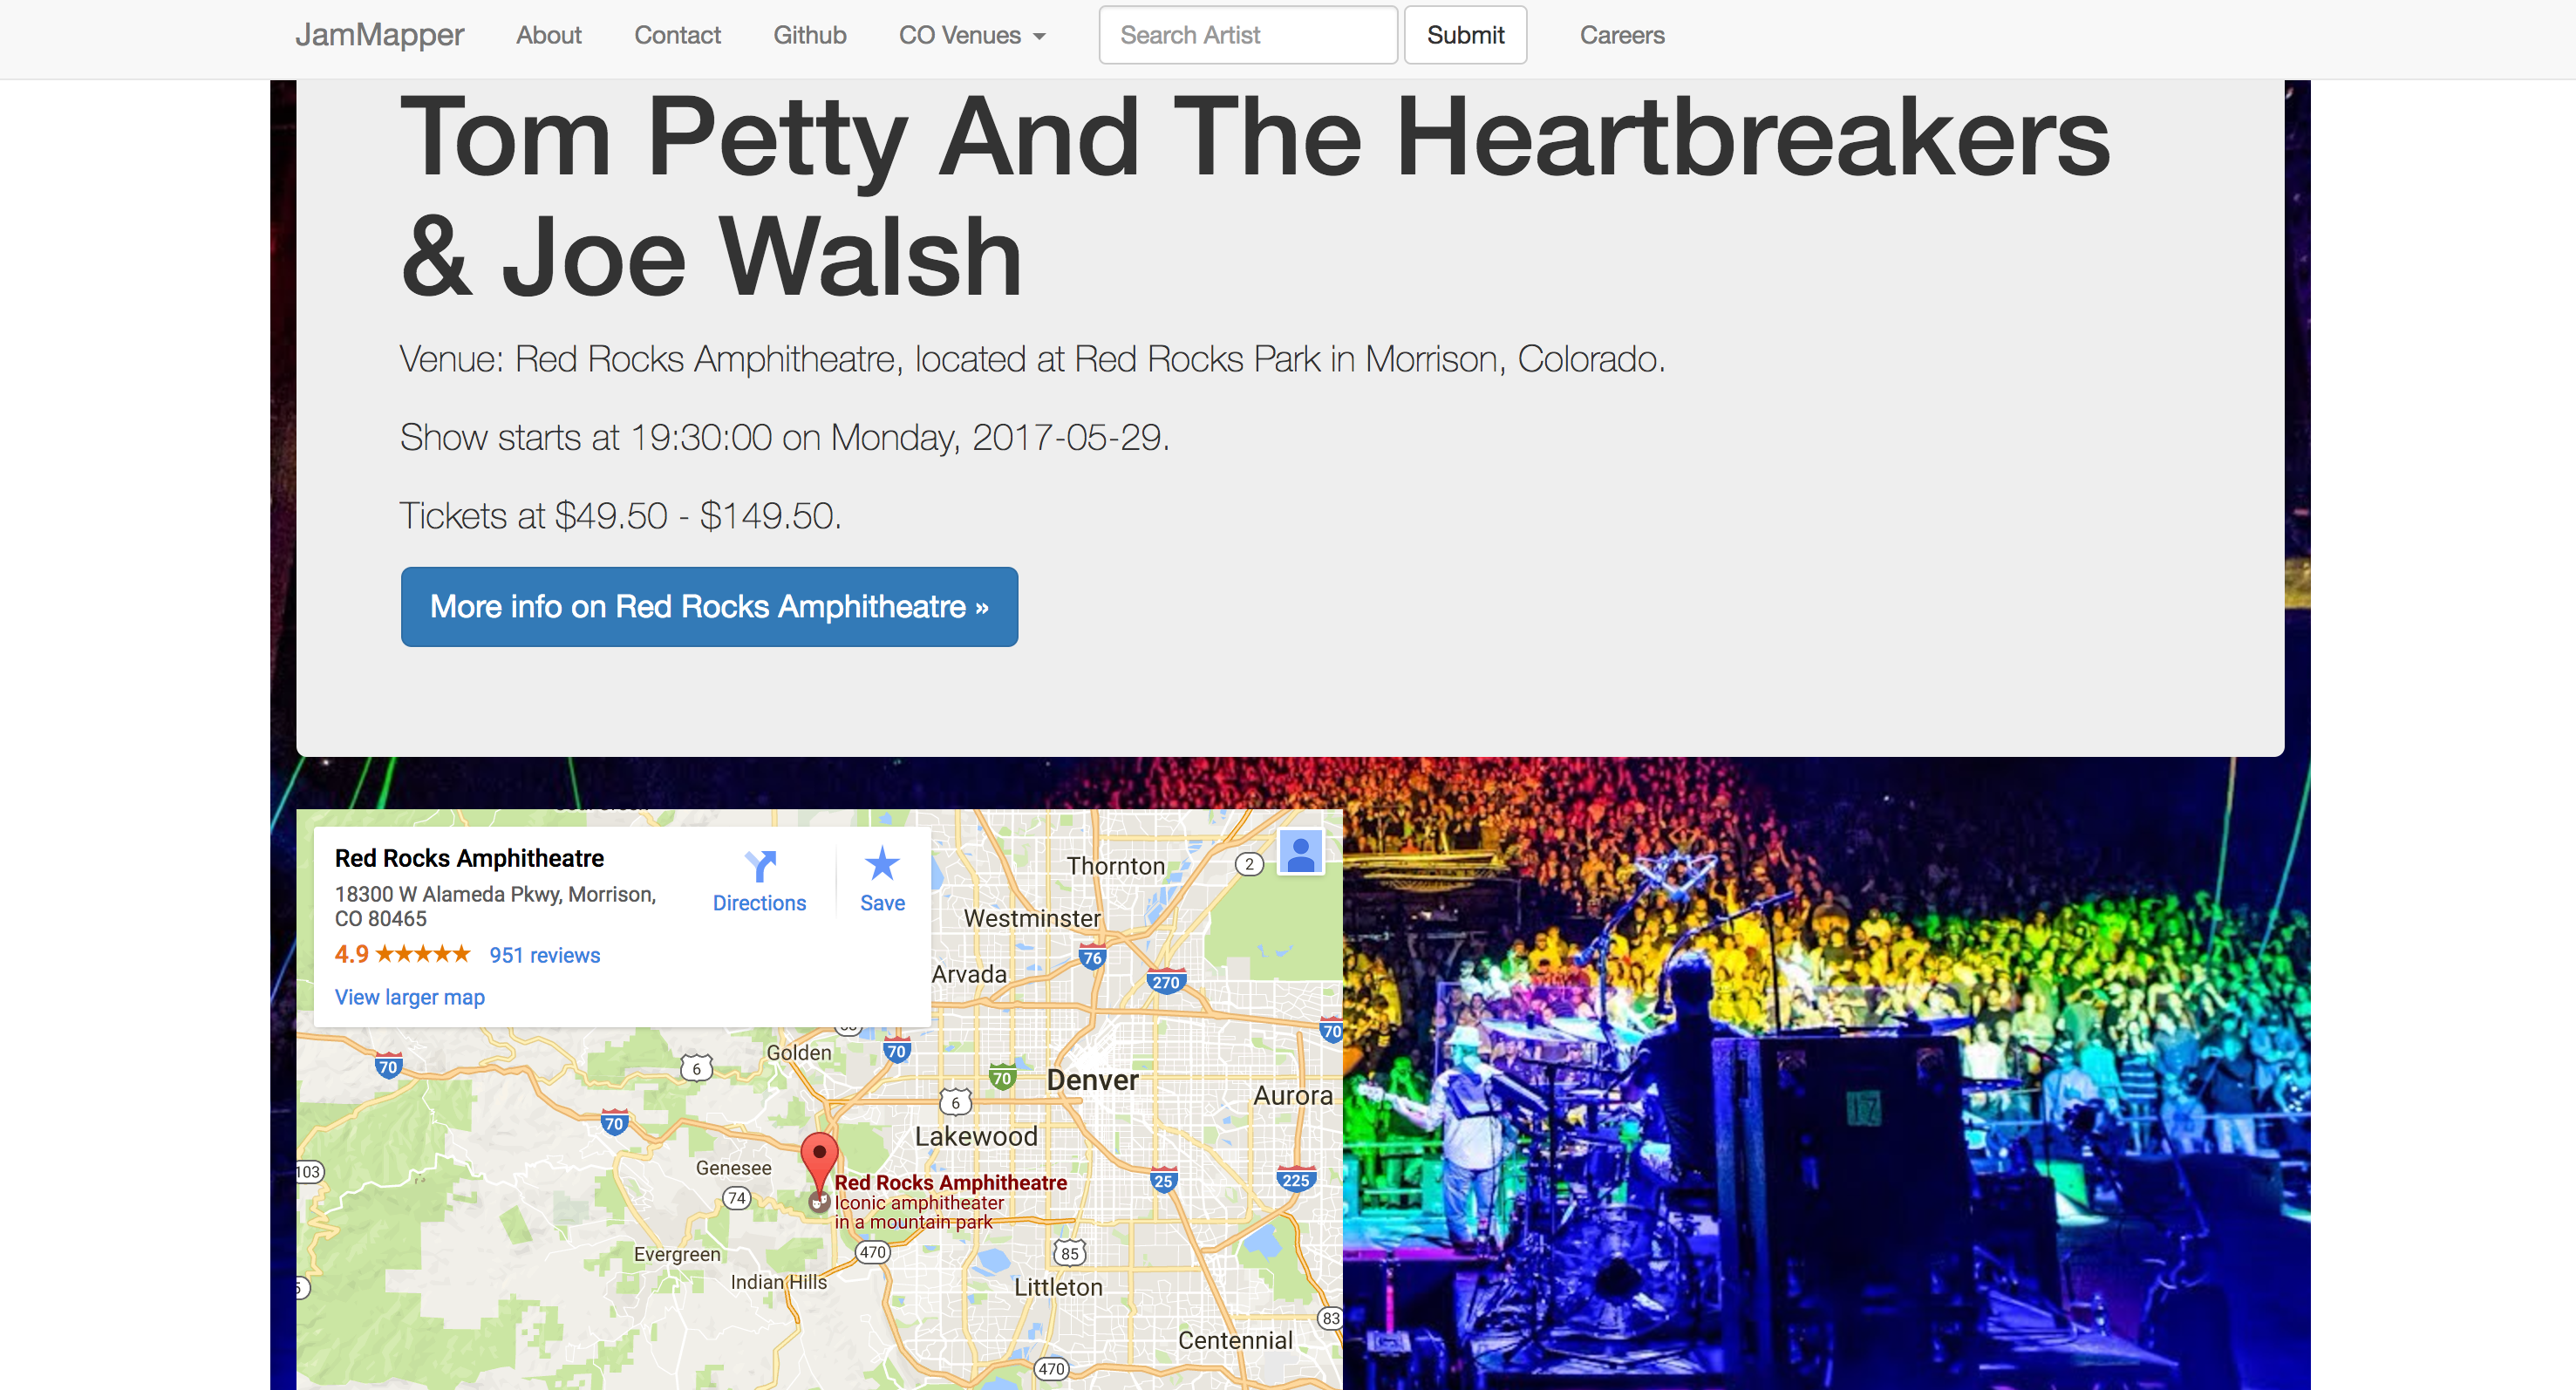 JamMapper About Contact Github CO Venues Search Artist Submit Careers
Tom Petty And The Heartbreakers
& Joe Walsh
Venue: Red Rocks Amphitheatre, located at Red Rocks Park in Morrison, Colorado.
Show starts at 19:30:00 on Monday, 2017-05-29.
Tickets at $49.50 - $149.50.
More info on Red Rocks Amphitheatre »
Red Rocks Amphitheatre
18300 W Alameda Pkwy, Morrison,
CO 80465
4.9 ★★★★★ 951 reviews
View larger map
Directions
Save
Thornton
2
Westminster
76
Arvada
270
70
Golden
70
70
6
70
Denver
6
Aurora
70
Lakewood
Genesee
103
74
Red Rocks Amphitheatre
Iconic amphitheater
in a mountain park
25
225
Evergreen
470
85
Indian Hills
Littleton
83
Centennial
470
17